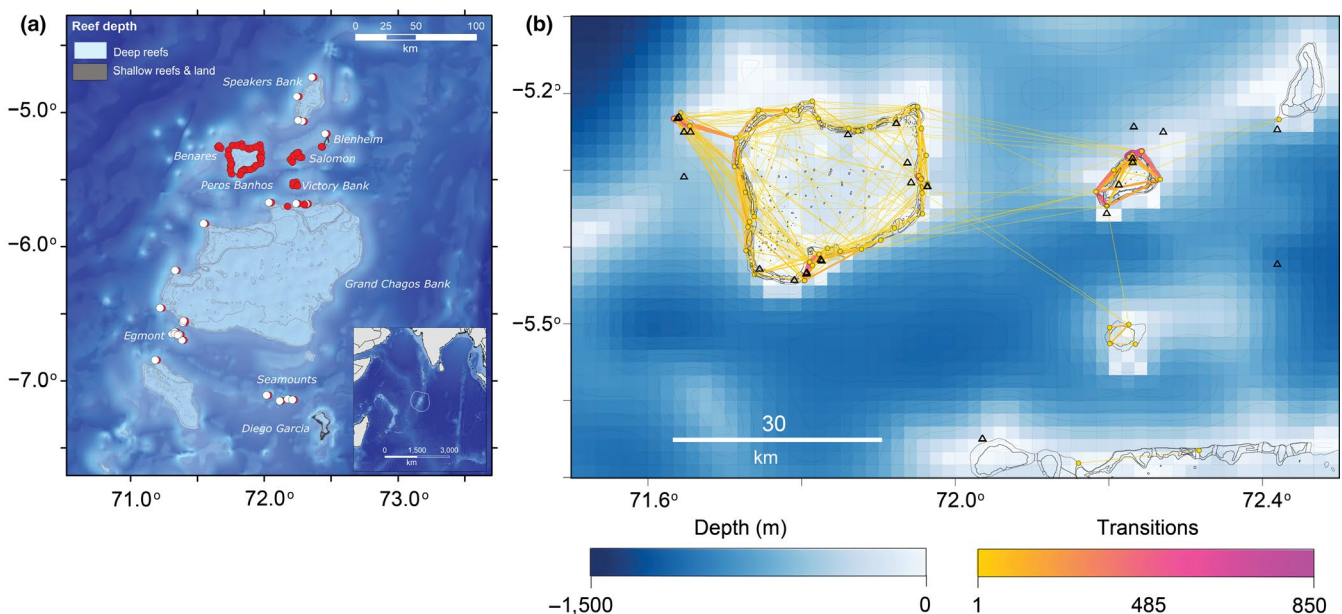 (a)
Reef depth
Deep reefs
Shallow reefs & land
0 25 50 100
km
Speakers Bank
Blenheim
Benares
Salomon
Peros Banhos
Victory Bank
Grand Chagos Bank
Egmont
Seamounts
Diego Garcia
0 1,500 3,000
km
−5.0°
−6.0°
−7.0°
71.0° 72.0° 73.0°
(b)
−5.2°
−5.5°
30
km
71.6° 72.0° 72.4°
Depth (m)
−1,500 0
Transitions
1 485 850